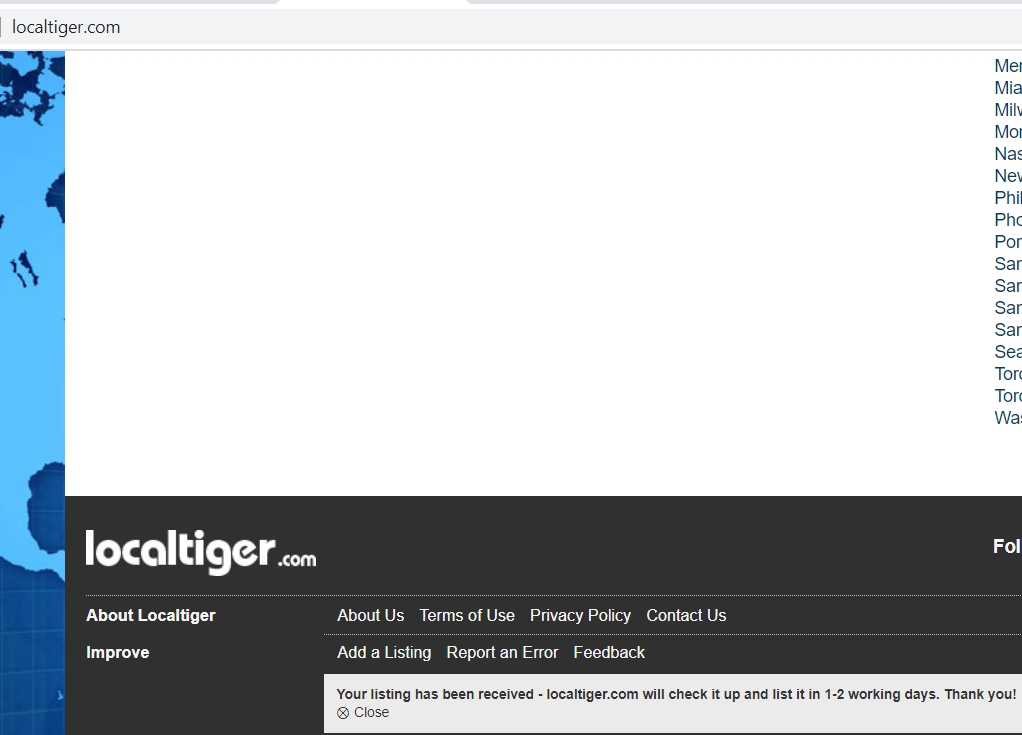 localtiger.com
Mer
Mia
Milw
Mor
Nas
New
Phil
Pho
Por
San
San
San
San
Sea
Toro
Toro
Was
localtiger.com
Fol
About Localtiger
About Us Terms of Use Privacy Policy Contact Us
Improve
Add a Listing Report an Error Feedback
Your listing has been received - localtiger.com will check it up and list it in 1-2 working days. Thank you!
Close